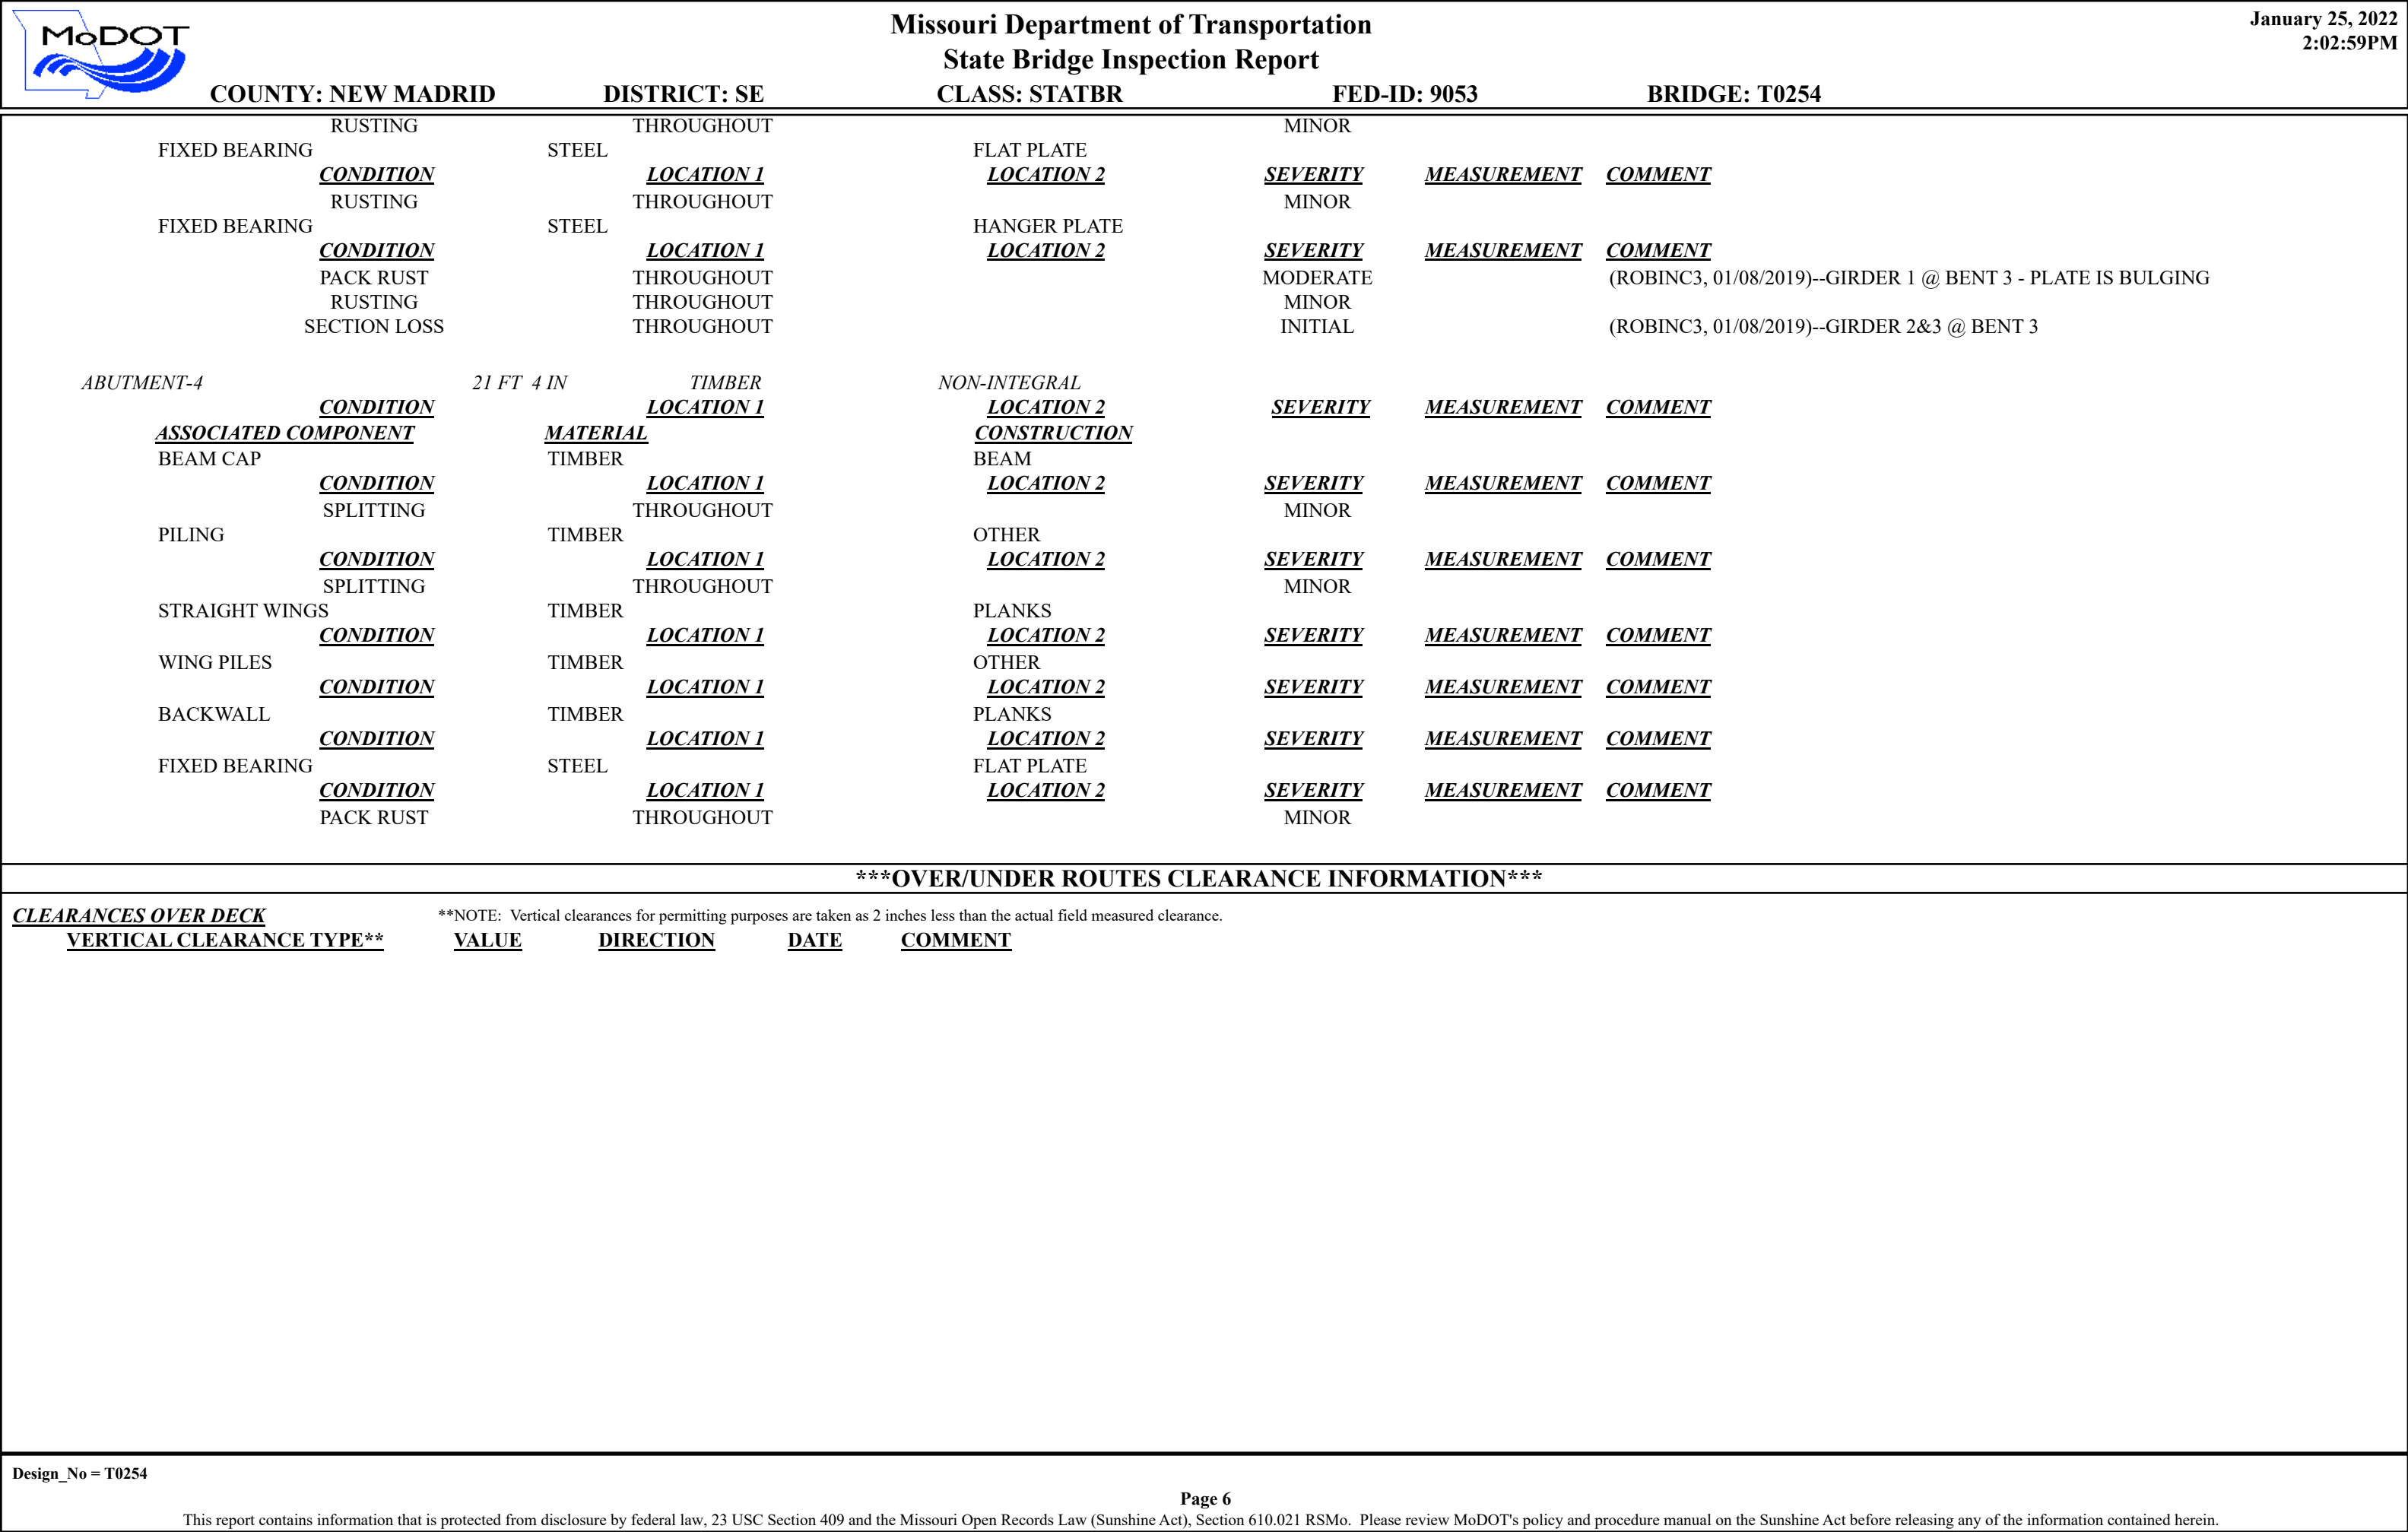 MoDOT
Missouri Department of Transportation
State Bridge Inspection Report
January 25, 2022
2:02:59PM
COUNTY: NEW MADRID DISTRICT: SE CLASS: STATBR FED-ID: 9053 BRIDGE: T0254
RUSTING THROUGHOUT MINOR
FIXED BEARING STEEL FLAT PLATE
CONDITION LOCATION 1 LOCATION 2 SEVERITY MEASUREMENT COMMENT
RUSTING THROUGHOUT MINOR
FIXED BEARING STEEL HANGER PLATE
CONDITION LOCATION 1 LOCATION 2 SEVERITY MEASUREMENT COMMENT
PACK RUST THROUGHOUT MODERATE (ROBINC3, 01/08/2019)--GIRDER 1 @ BENT 3 - PLATE IS BULGING
RUSTING THROUGHOUT MINOR
SECTION LOSS THROUGHOUT INITIAL (ROBINC3, 01/08/2019)--GIRDER 2&3 @ BENT 3
ABUTMENT-4 21 FT 4 IN TIMBER NON-INTEGRAL
CONDITION LOCATION 1 LOCATION 2 SEVERITY MEASUREMENT COMMENT
ASSOCIATED COMPONENT MATERIAL CONSTRUCTION
BEAM CAP TIMBER BEAM
CONDITION LOCATION 1 LOCATION 2 SEVERITY MEASUREMENT COMMENT
SPLITTING THROUGHOUT MINOR
PILING TIMBER OTHER
CONDITION LOCATION 1 LOCATION 2 SEVERITY MEASUREMENT COMMENT
SPLITTING THROUGHOUT MINOR
STRAIGHT WINGS TIMBER PLANKS
CONDITION LOCATION 1 LOCATION 2 SEVERITY MEASUREMENT COMMENT
WING PILES TIMBER OTHER
CONDITION LOCATION 1 LOCATION 2 SEVERITY MEASUREMENT COMMENT
BACKWALL TIMBER PLANKS
CONDITION LOCATION 1 LOCATION 2 SEVERITY MEASUREMENT COMMENT
FIXED BEARING STEEL FLAT PLATE
CONDITION LOCATION 1 LOCATION 2 SEVERITY MEASUREMENT COMMENT
PACK RUST THROUGHOUT MINOR
***OVER/UNDER ROUTES CLEARANCE INFORMATION***
CLEARANCES OVER DECK **NOTE: Vertical clearances for permitting purposes are taken as 2 inches less than the actual field measured clearance.
VERTICAL CLEARANCE TYPE** VALUE DIRECTION DATE COMMENT
Design_No = T0254
Page 6
This report contains information that is protected from disclosure by federal law, 23 USC Section 409 and the Missouri Open Records Law (Sunshine Act), Section 610.021 RSMo. Please review MoDOT's policy and procedure manual on the Sunshine Act before releasing any of the information contained herein.